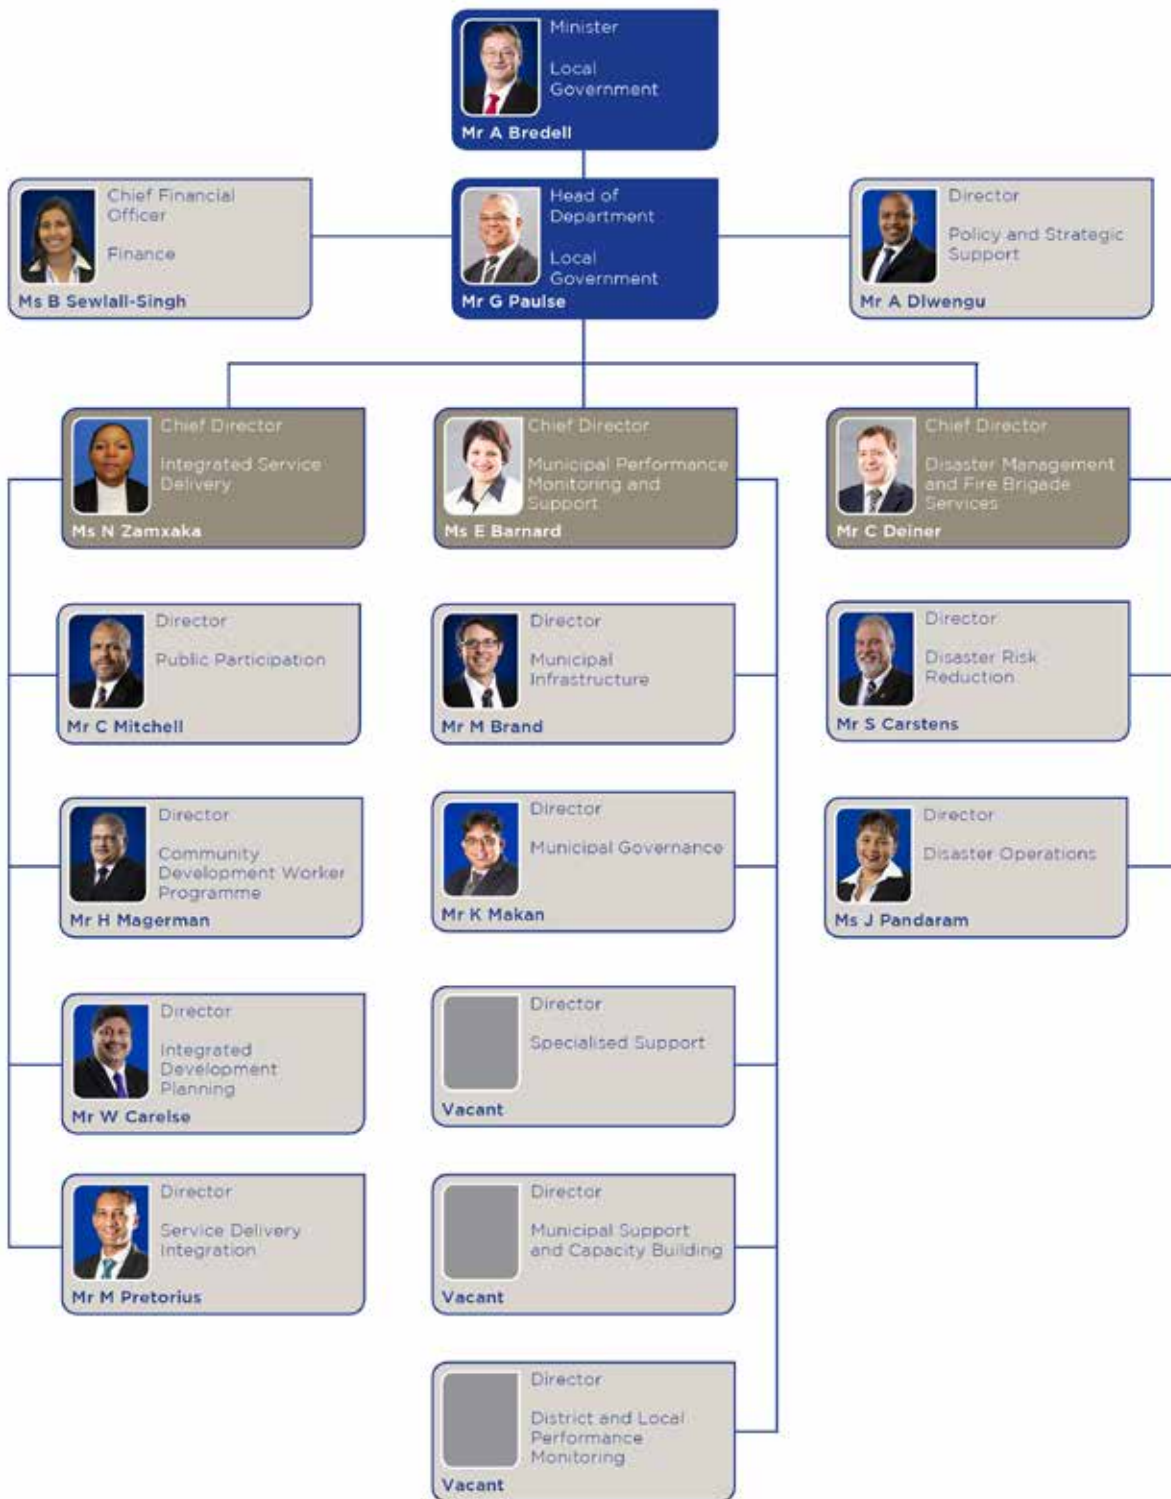 Minister
Local
Government
Mr A Bredell
Chief Financial
Officer
Finance
Ms B Sewlall-Singh
Head of
Department
Local
Government
Mr G Paulse
Director
Policy and Strategic
Support
Mr A Dlwengu
Chief Director
Integrated Service
Delivery
Ms N Zamxaka
Chief Director
Municipal Performance
Monitoring and
Support
Ms E Barnard
Chief Director
Disaster Management
and Fire Brigade
Services
Mr C Deiner
Director
Public Participation
Mr C Mitchell
Director
Municipal
Infrastructure
Mr M Brand
Director
Disaster Risk
Reduction
Mr S Carstens
Director
Community
Development Worker
Programme
Mr H Magerman
Director
Municipal Governance
Mr K Makan
Director
Disaster Operations
Ms J Pandaram
Director
Integrated
Development
Planning
Mr W Carelse
Director
Specialised Support
Vacant
Director
Service Delivery
Integration
Mr M Pretorius
Director
Municipal Support
and Capacity Building
Vacant
Director
District and Local
Performance
Monitoring
Vacant